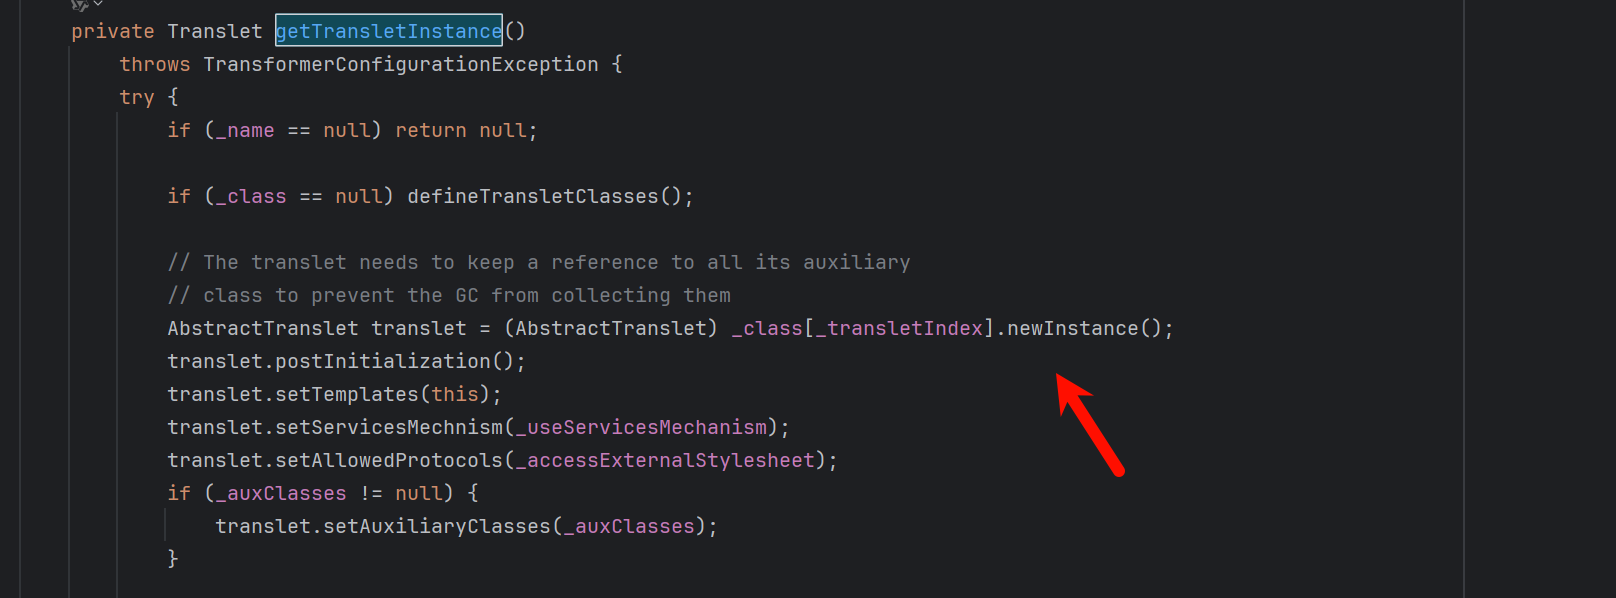 private Translet getTransletInstance()
    throws TransformerConfigurationException {
    try {
        if (_name == null) return null;

        if (_class == null) defineTransletClasses();

        // The translet needs to keep a reference to all its auxiliary
        // class to prevent the GC from collecting them
        AbstractTranslet translet = (AbstractTranslet) _class[_transletIndex].newInstance();
        translet.postInitialization();
        translet.setTemplates(this);
        translet.setServicesMechnism(_useServicesMechanism);
        translet.setAllowedProtocols(_accessExternalStylesheet);
        if (_auxClasses != null) {
            translet.setAuxiliaryClasses(_auxClasses);
        }